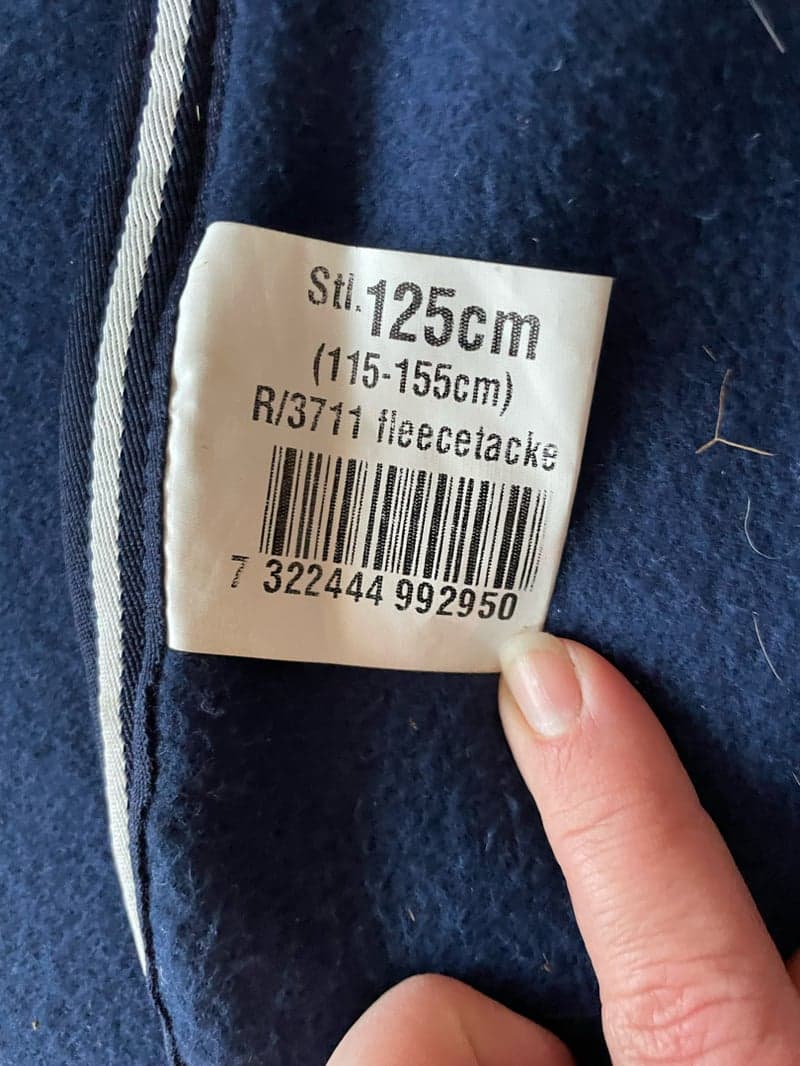 Stl. 125cm
(115-155cm)
R/3711 fleecetacke
7 322444 992950